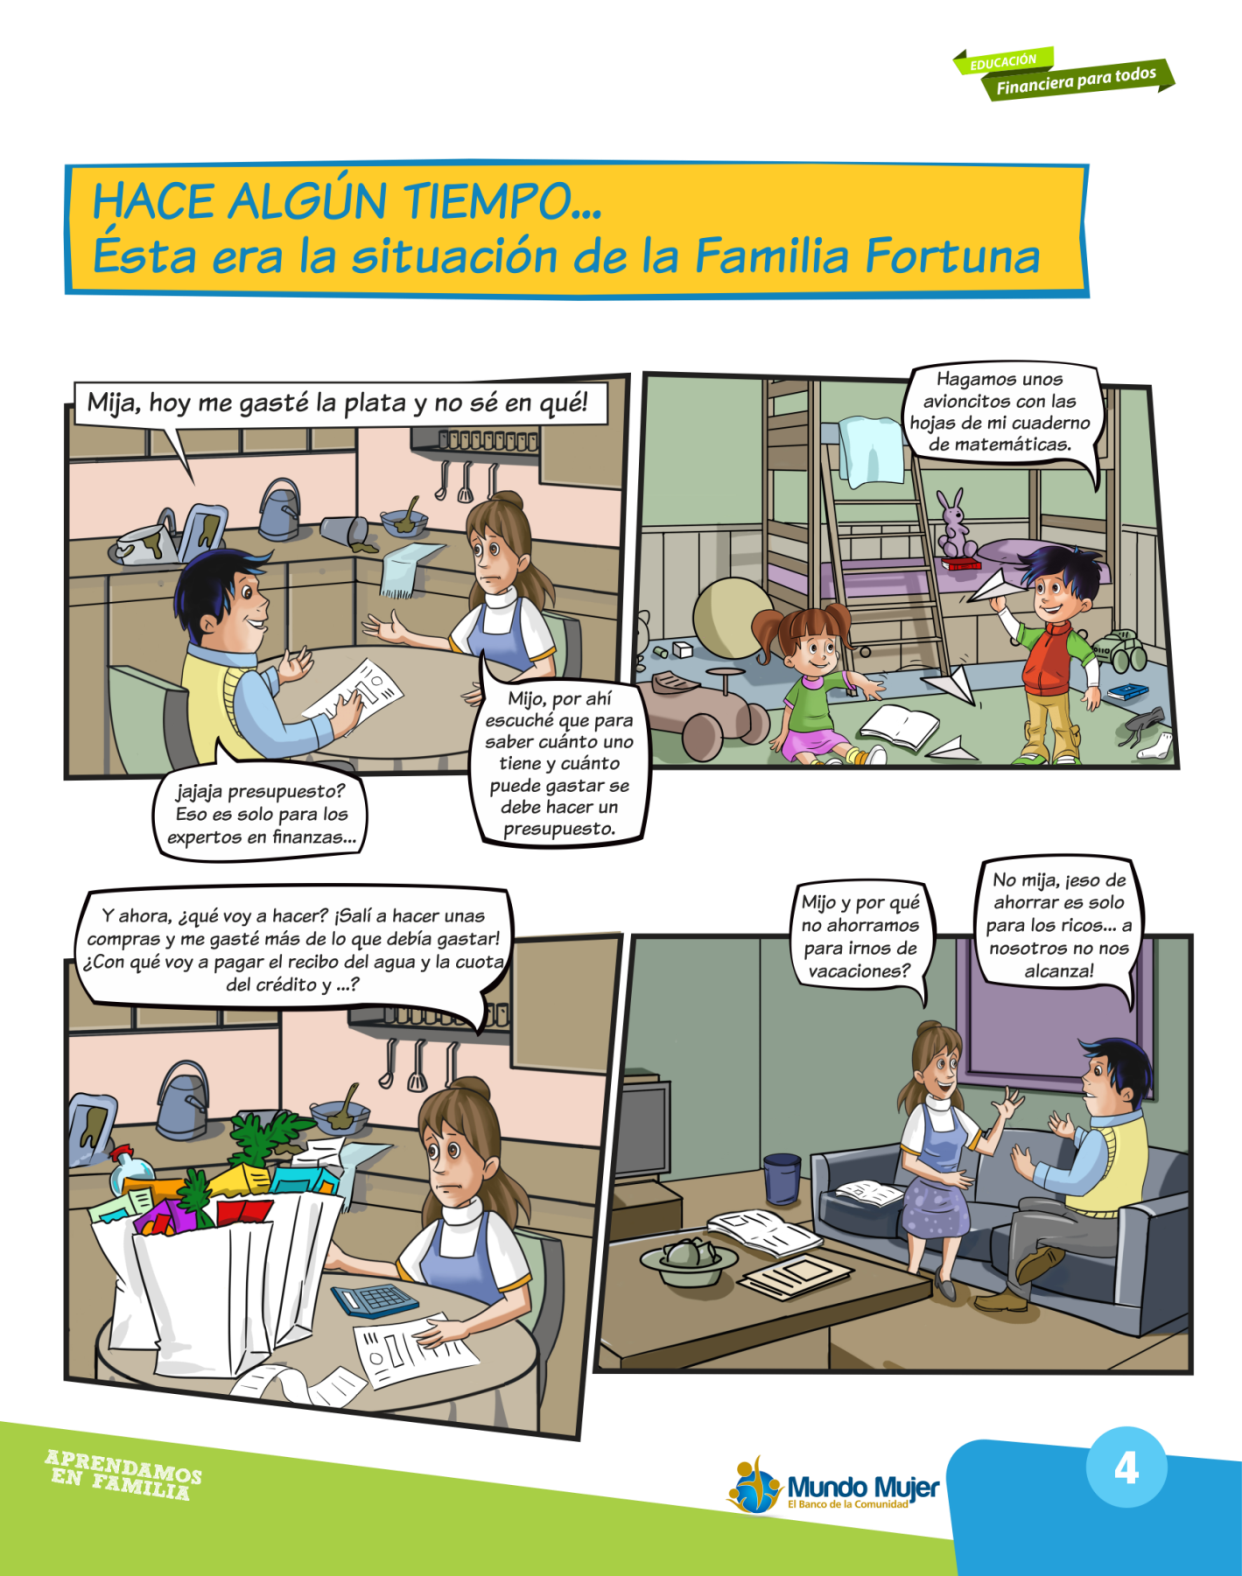 EDUCACIÓN
Financiera para todos
HACE ALGÚN TIEMPO...
Ésta era la situación de la Familia Fortuna
Mija, hoy me gasté la plata y no sé en qué!
Mijo, por ahí
escuché que para
saber cuánto uno
tiene y cuánto
puede gastar se
debe hacer un
presupuesto.
jajaja presupuesto?
Eso es solo para los
expertos en finanzas...
Hagamos unos
avioncitos con las
hojas de mi cuaderno
de matemáticas.
Y ahora, ¿qué voy a hacer? ¡Salí a hacer unas
compras y me gasté más de lo que debía gastar!
¿Con qué voy a pagar el recibo del agua y la cuota
del crédito y ...?
Mijo y por qué
no ahorramos
para irnos de
vacaciones?
No mija, ¡eso de
ahorrar es solo
para los ricos... a
nosotros no nos
alcanza!
APRENDAMOS
EN FAMILIA
Mundo Mujer
El Banco de la Comunidad
4